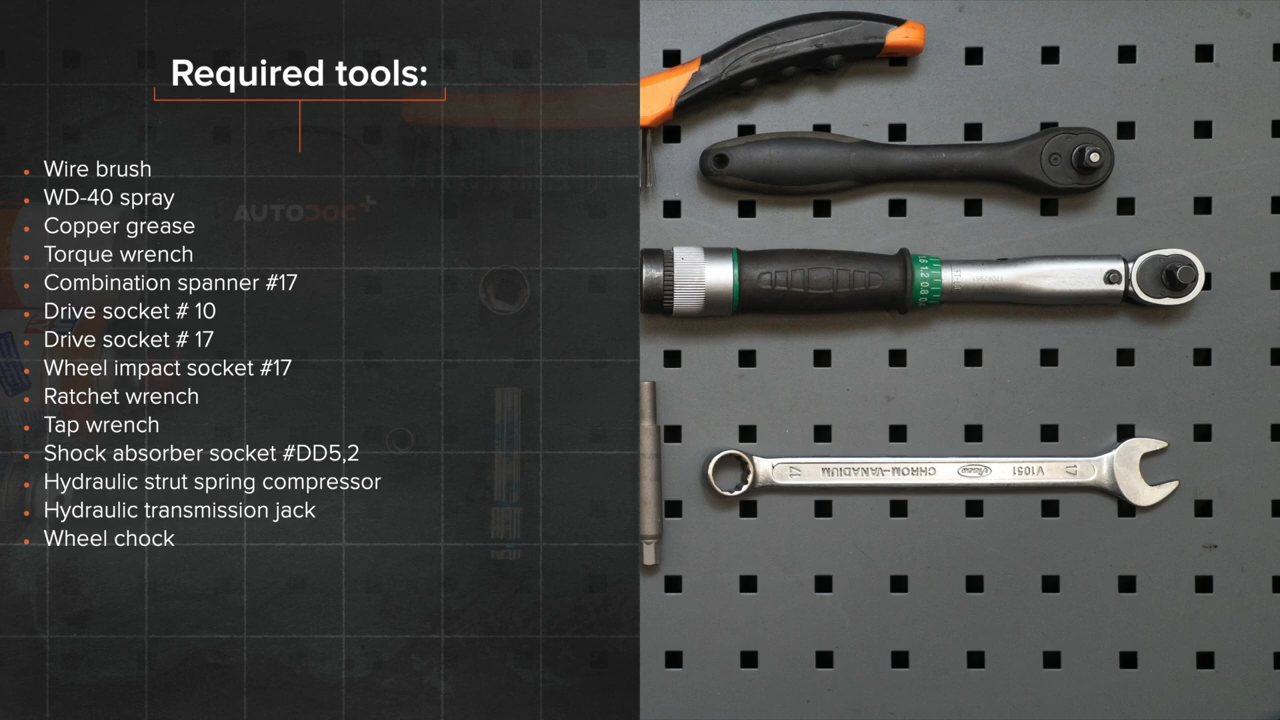 Required tools:
Wire brush
WD-40 spray
Copper grease
Torque wrench
Combination spanner #17
Drive socket # 10
Drive socket # 17
Wheel impact socket #17
Ratchet wrench
Tap wrench
Shock absorber socket #DD5,2
Hydraulic strut spring compressor
Hydraulic transmission jack
Wheel chock
AUTODOC
17 CHROM-VANADIUM V1051 17